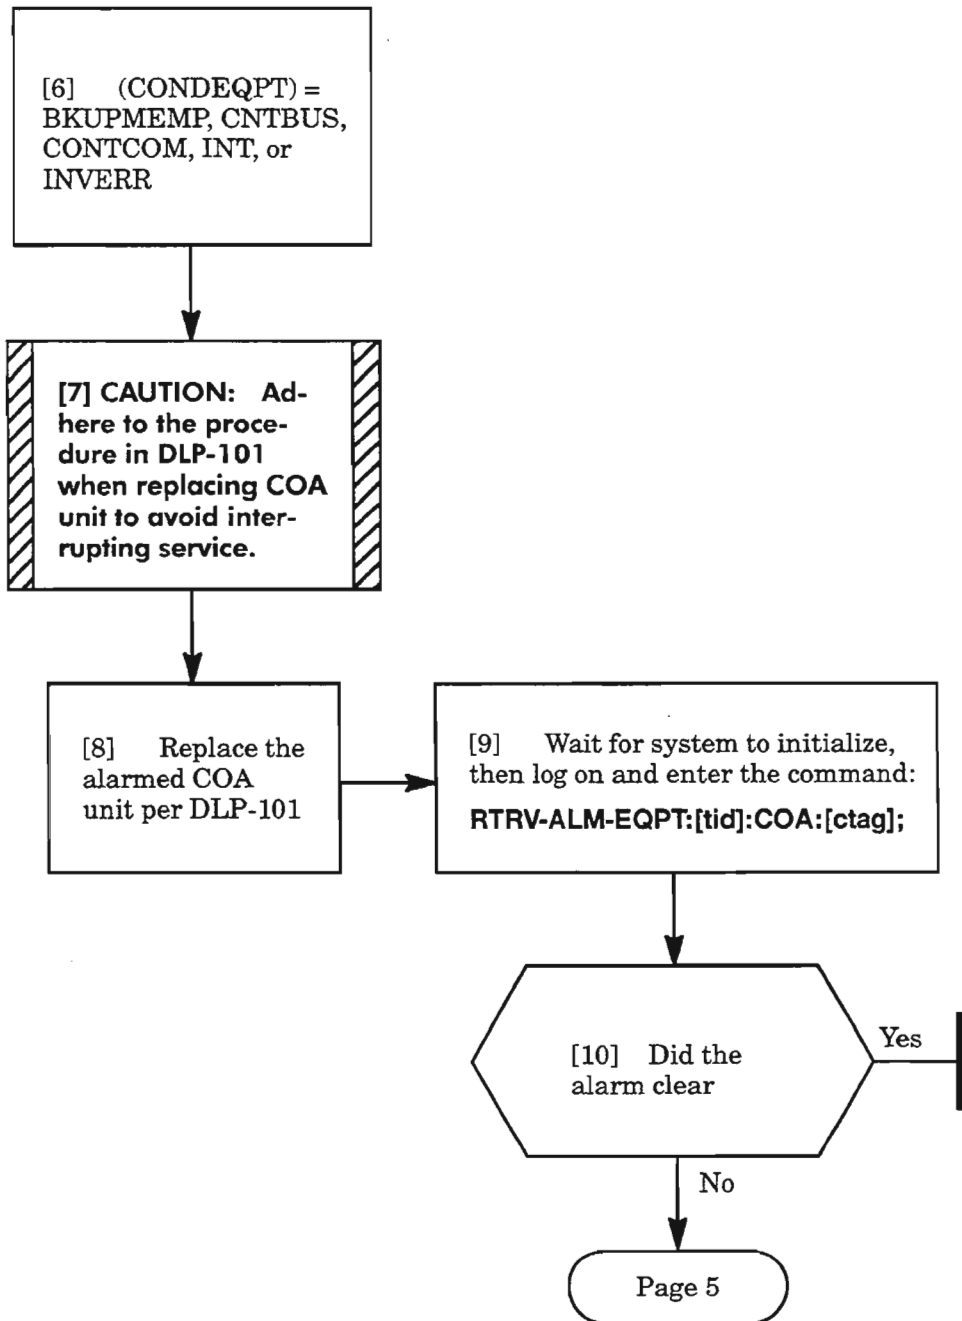 [6] (CONDEQPT) =
BKUPMEMP, CNTBUS,
CONTCOM, INT, or
INVERR
[7] CAUTION: Ad-
here to the proce-
dure in DLP-101
when replacing COA
unit to avoid inter-
rupting service.
[8] Replace the
alarmed COA
unit per DLP-101
[9] Wait for system to initialize,
then log on and enter the command:
RTRV-ALM-EQPT:[tid]:COA:[ctag];
[10] Did the
alarm clear
Yes
No
Page 5